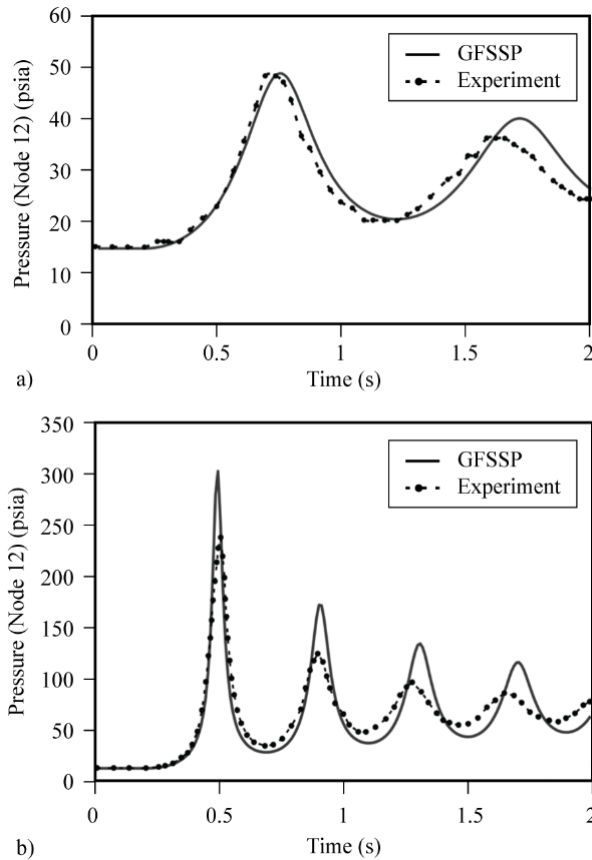 60
50
40
30
20
10
0
Pressure (Node 12) (psia)
GFSSP
Experiment
0 0.5 1 1.5 2
Time (s)
a)
350
300
250
200
150
100
50
0
Pressure (Node 12) (psia)
GFSSP
Experiment
0 0.5 1 1.5 2
Time (s)
b)